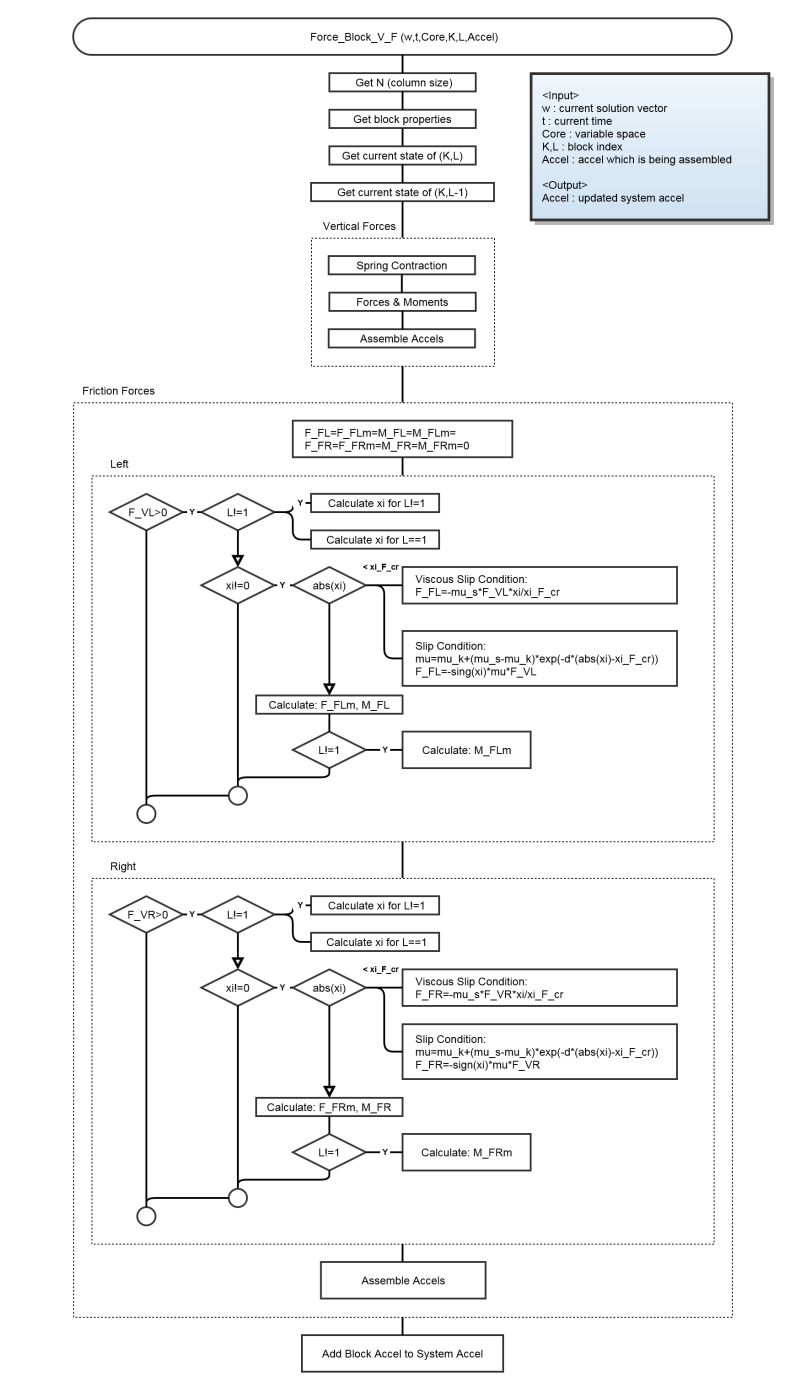 Force_Block_V_F (w,t,Core,K,L,Accel)
Get N (column size)
Get block properties
Get current state of (K,L)
Get current state of (K,L-1)
<Input>
w : current solution vector
t : current time
Core : variable space
K,L : block index
Accel : accel which is being assembled
<Output>
Accel : updated system accel
Vertical Forces
Spring Contraction
Forces & Moments
Assemble Accels
Friction Forces
F_FL=F_FLm=M_FL=M_FLm=
F_FR=F_FRm=M_FR=M_FRm=0
Left
F_VL>0
Y
L!=1
Y
Calculate xi for L!=1
Calculate xi for L==1
xi!=0
Y
abs(xi)
< xi_F_cr
Viscous Slip Condition:
F_FL=-mu_s*F_VL*xi/xi_F_cr
Slip Condition:
mu=mu_k+(mu_s-mu_k)*exp(-d*(abs(xi)-xi_F_cr))
F_FL=-sing(xi)*mu*F_VL
Calculate: F_FLm, M_FL
L!=1
Y
Calculate: M_FLm
Right
F_VR>0
Y
L!=1
Y
Calculate xi for L!=1
Calculate xi for L==1
xi!=0
Y
abs(xi)
< xi_F_cr
Viscous Slip Condition:
F_FR=-mu_s*F_VR*xi/xi_F_cr
Slip Condition:
mu=mu_k+(mu_s-mu_k)*exp(-d*(abs(xi)-xi_F_cr))
F_FR=-sign(xi)*mu*F_VR
Calculate: F_FRm, M_FR
L!=1
Y
Calculate: M_FRm
Assemble Accels
Add Block Accel to System Accel